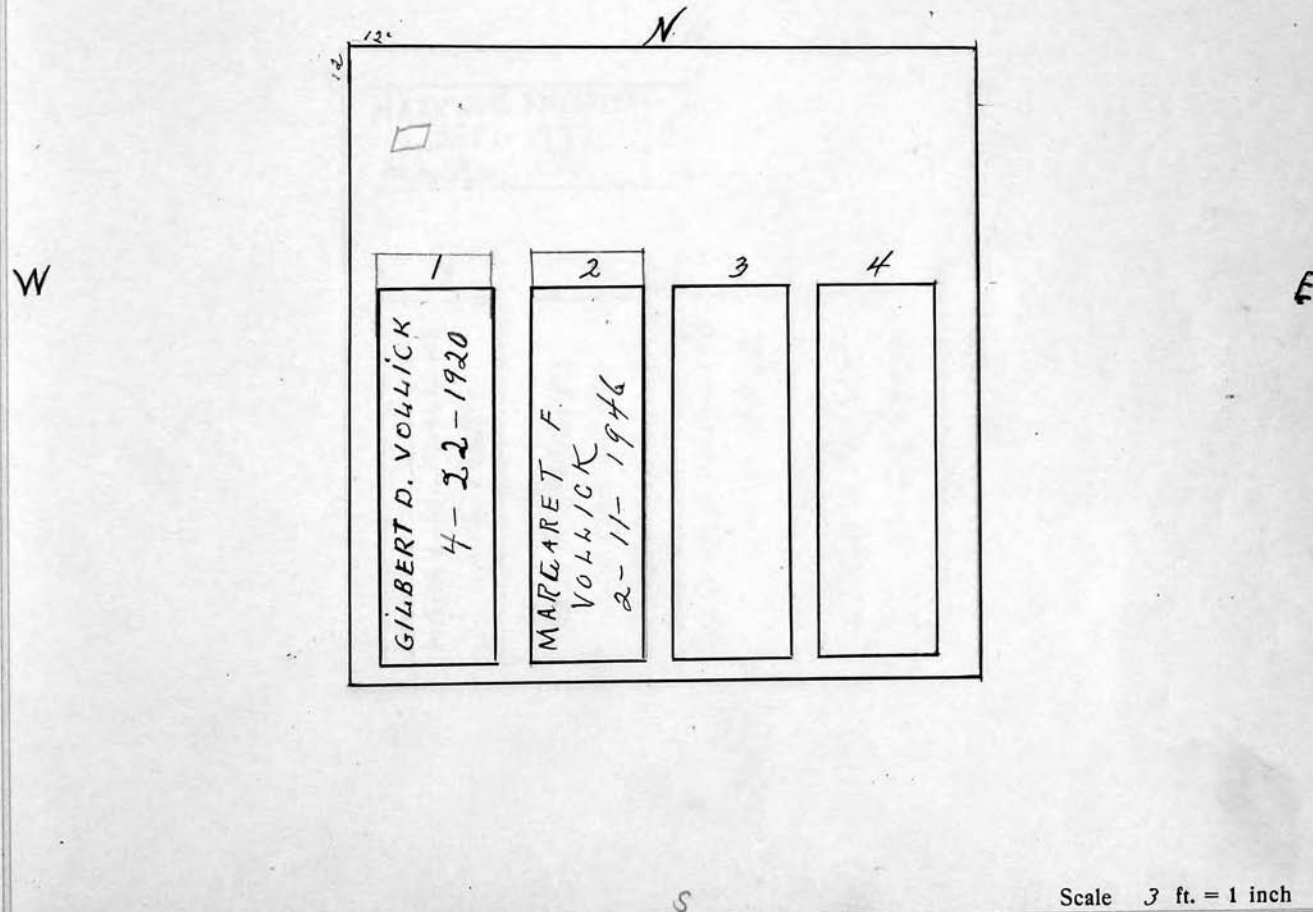 N.
12'
12
W
E
1
2
3
4
GILBERT D. VOLLICK
4-22-1920
MARGARET F.
VOLLICK
2-11-1946
S
Scale 3 ft. = 1 inch